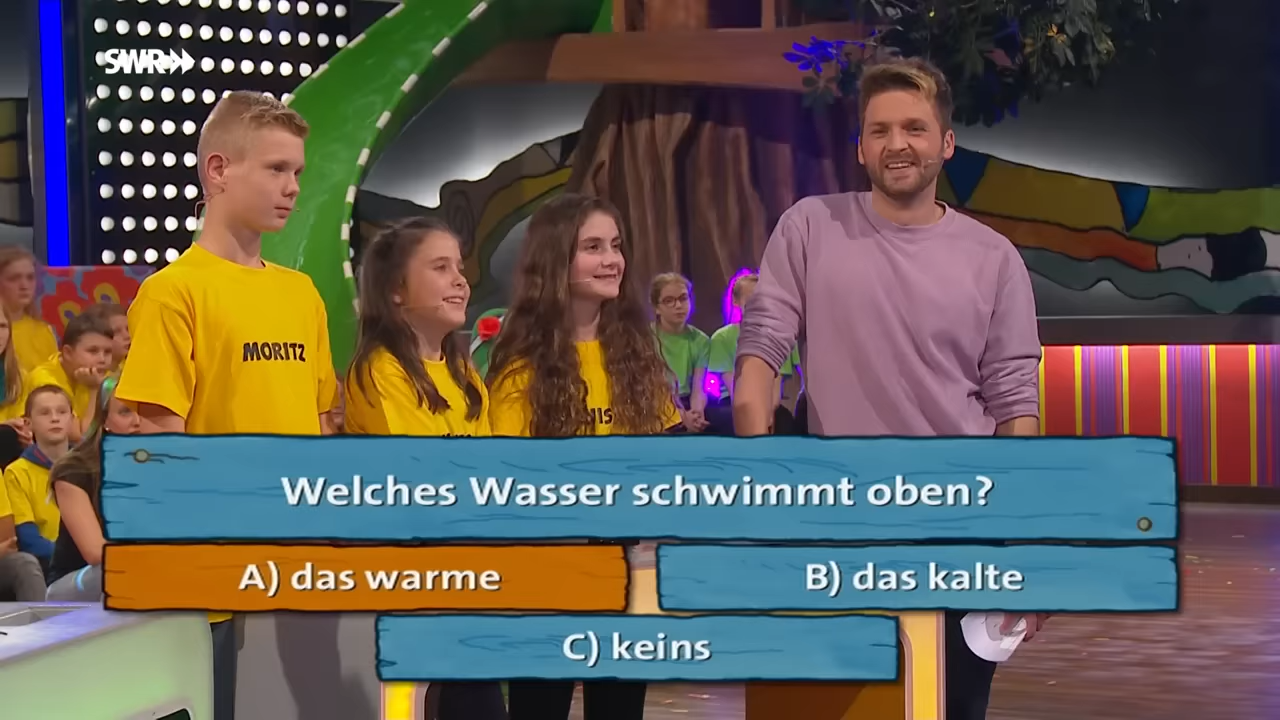 SWR
MORITZ
Welches Wasser schwimmt oben?
A) das warme
B) das kalte
C) keins